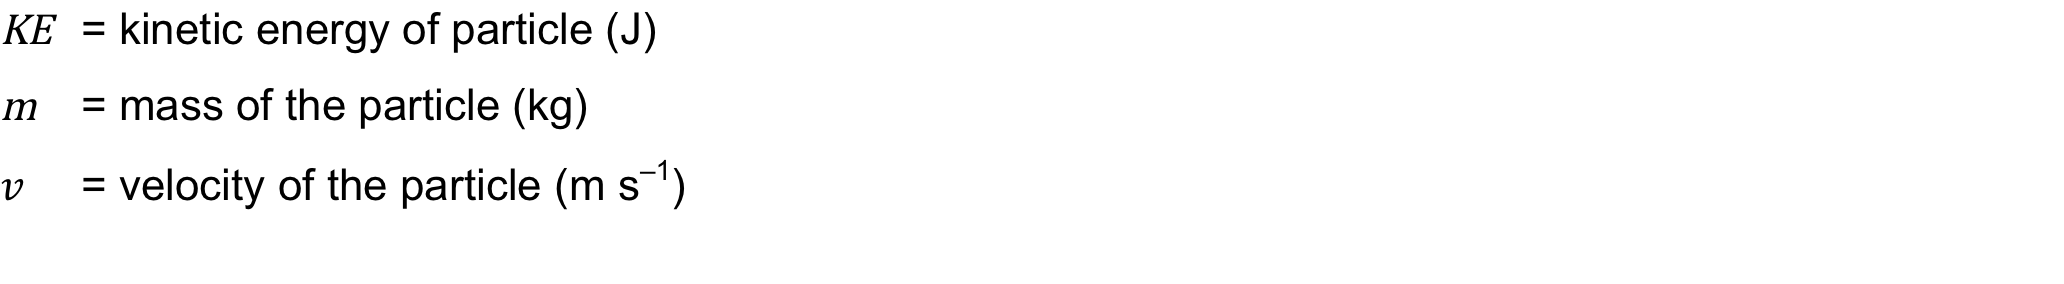 KE = kinetic energy of particle (J)
m = mass of the particle (kg)
v = velocity of the particle (m s⁻¹)